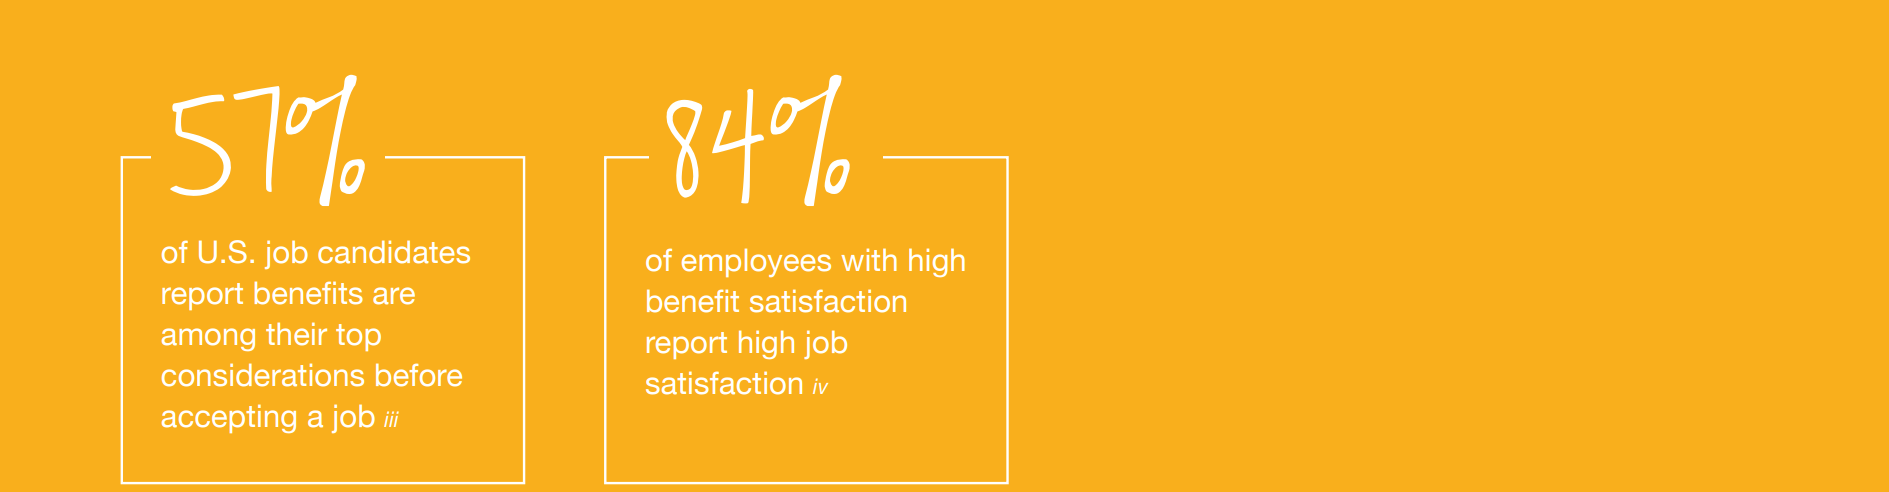 57%
of U.S. job candidates
report benefits are
among their top
considerations before
accepting a job iii
84%
of employees with high
benefit satisfaction
report high job
satisfaction iv